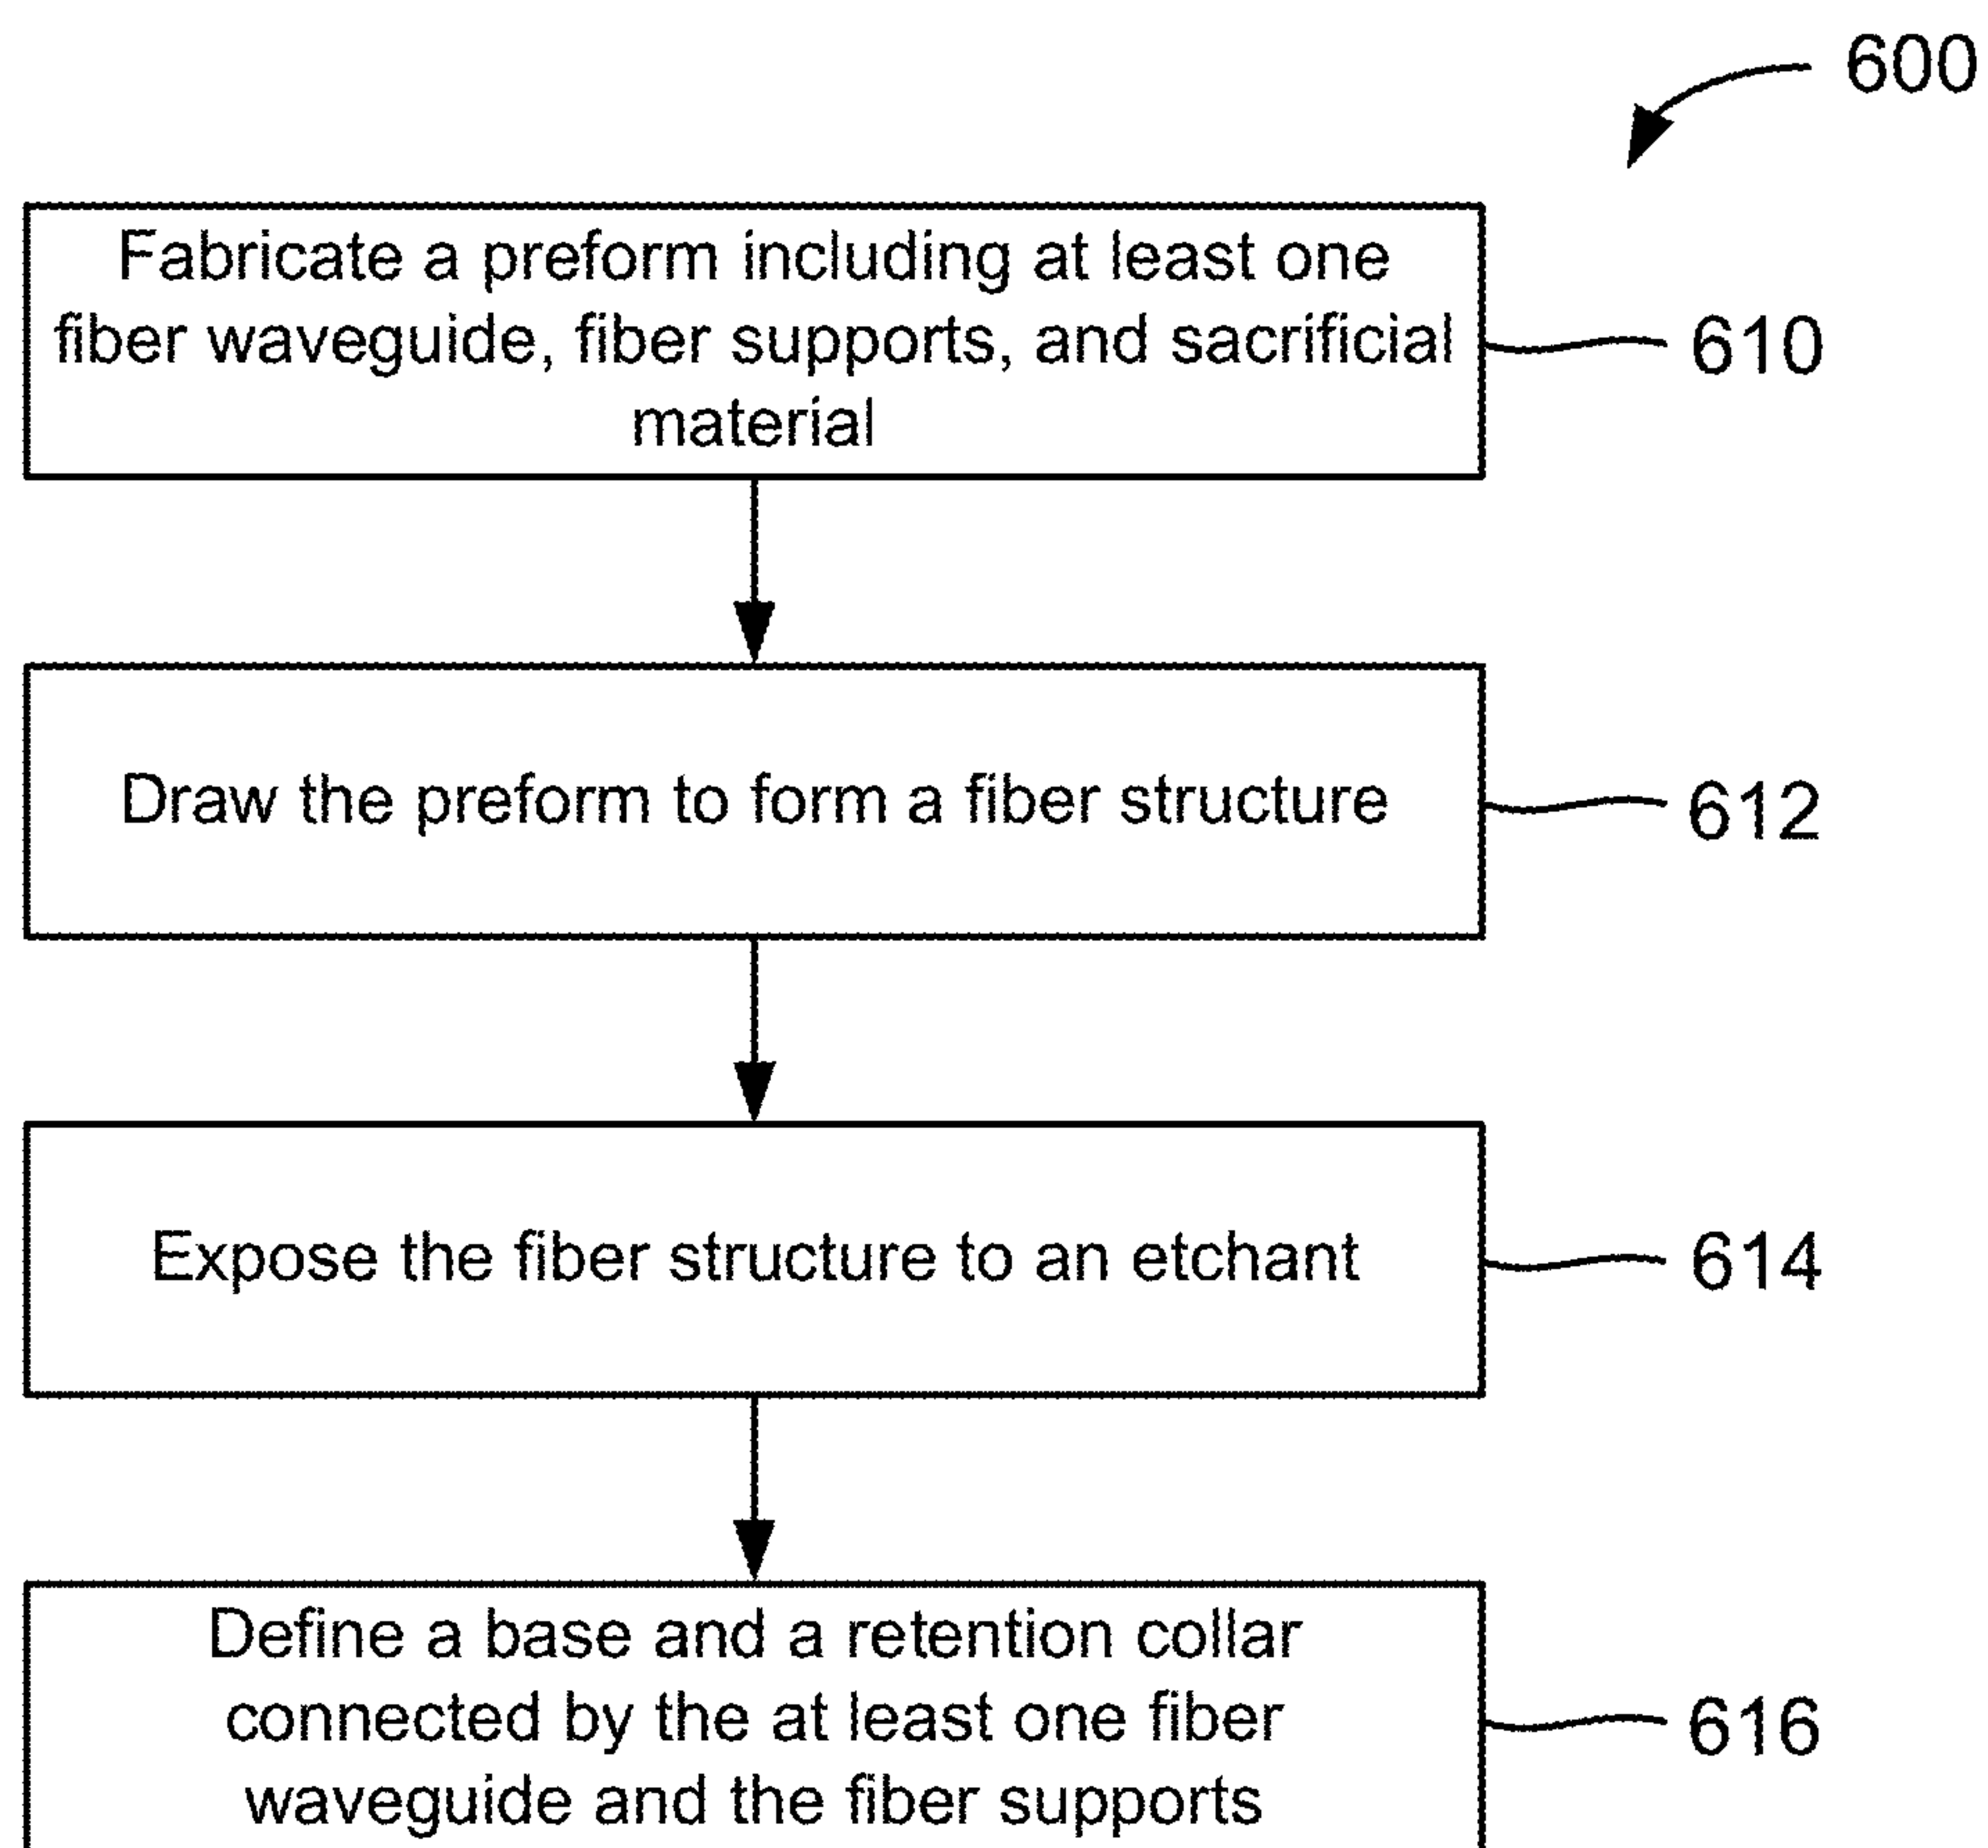 600
Fabricate a preform including at least one
fiber waveguide, fiber supports, and sacrificial
material
610
Draw the preform to form a fiber structure
612
Expose the fiber structure to an etchant
614
Define a base and a retention collar
connected by the at least one fiber
waveguide and the fiber supports
616